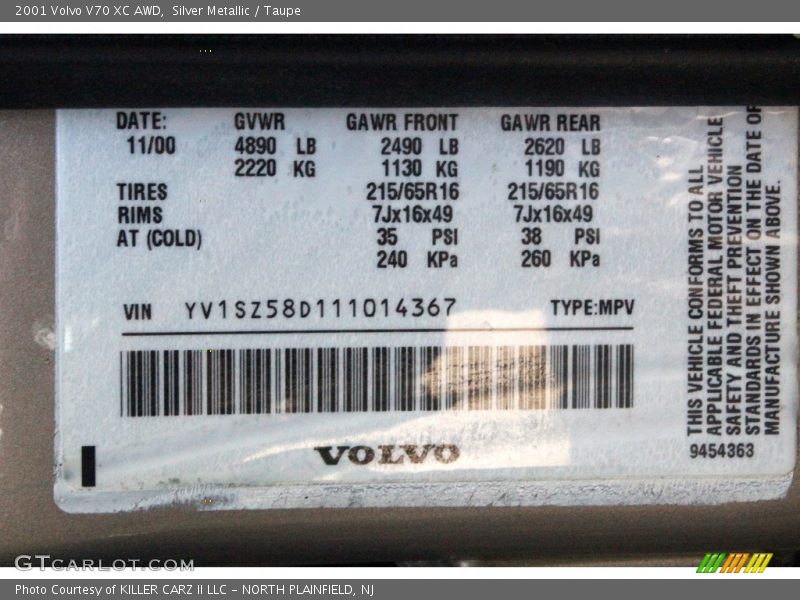 2001 Volvo V70 XC AWD, Silver Metallic / Taupe
DATE: GVWR GAWR FRONT GAWR REAR
11/00 4890 LB 2490 LB 2620 LB
2220 KG 1130 KG 1190 KG
TIRES 215/65R16 215/65R16
RIMS 7Jx16x49 7Jx16x49
AT (COLD) 35 PSI 38 PSI
240 KPa 260 KPa
VIN YV1SZ58D111014367 TYPE:MPV
VOLVO
THIS VEHICLE CONFORMS TO ALL
APPLICABLE FEDERAL MOTOR VEHICLE
SAFETY AND THEFT PREVENTION
STANDARDS IN EFFECT ON THE DATE OF
MANUFACTURE SHOWN ABOVE.
9454363
GTCARLOT.COM
Photo Courtesy of KILLER CARZ II LLC - NORTH PLAINFIELD, NJ